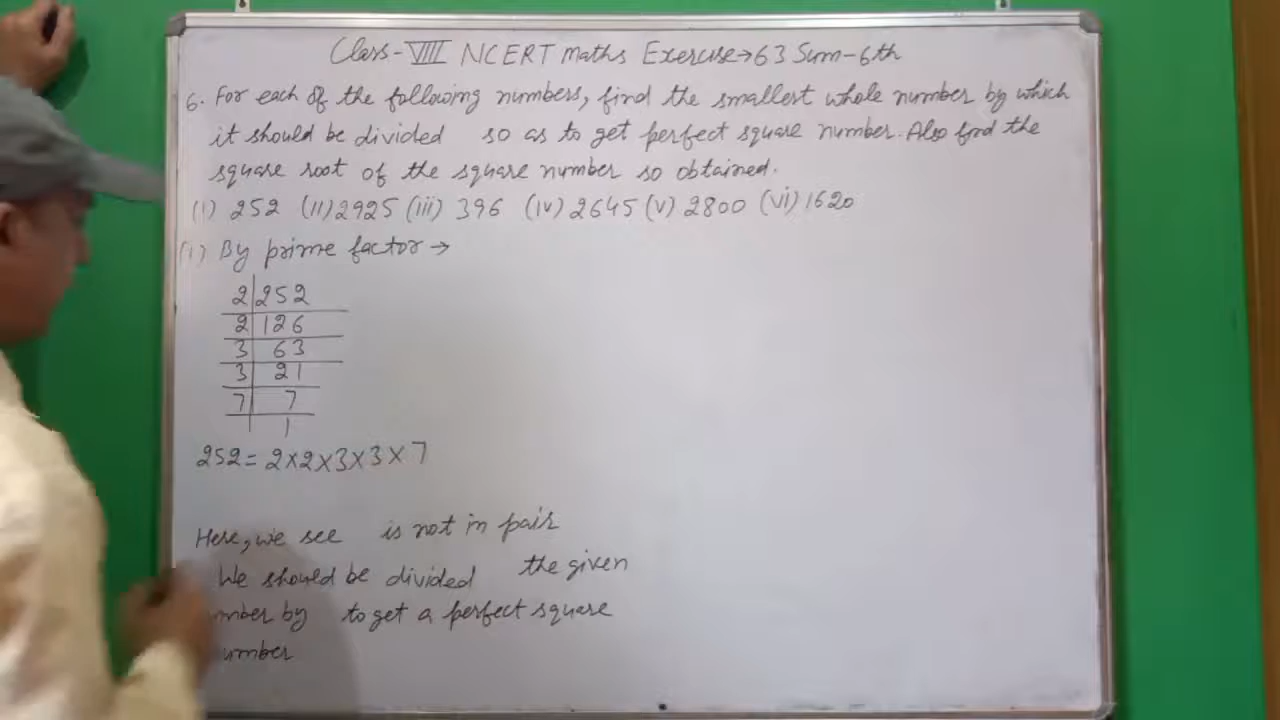 Class-VIII NCERT Maths Exercise→63 Sum-6th
6. For each of the following numbers, find the smallest whole number by which
it should be divided so as to get perfect square number. Also find the
square root of the square number so obtained.
(i) 252 (ii) 2925 (iii) 396 (iv) 2645 (v) 2800 (vi) 1620
(i) By prime factor →
2 252
2 126
3 63
3 21
7 7
1
252 = 2×2×3×3×7
Here, we see is not in pair
We should be divided the given
mber by to get a perfect square
umber